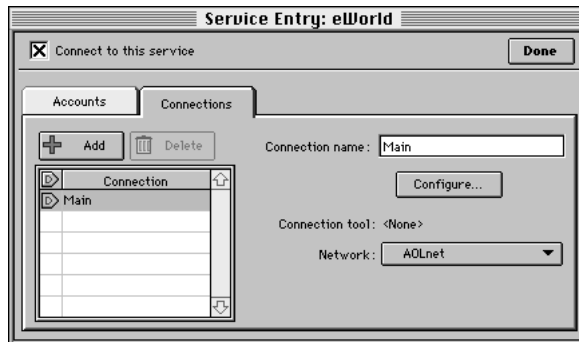 Service Entry: eWorld
Connect to this service
Done
Accounts
Connections
Add
Delete
Connection name: Main
Connection
Configure...
Main
Connection tool: <None>
Network: AOLnet